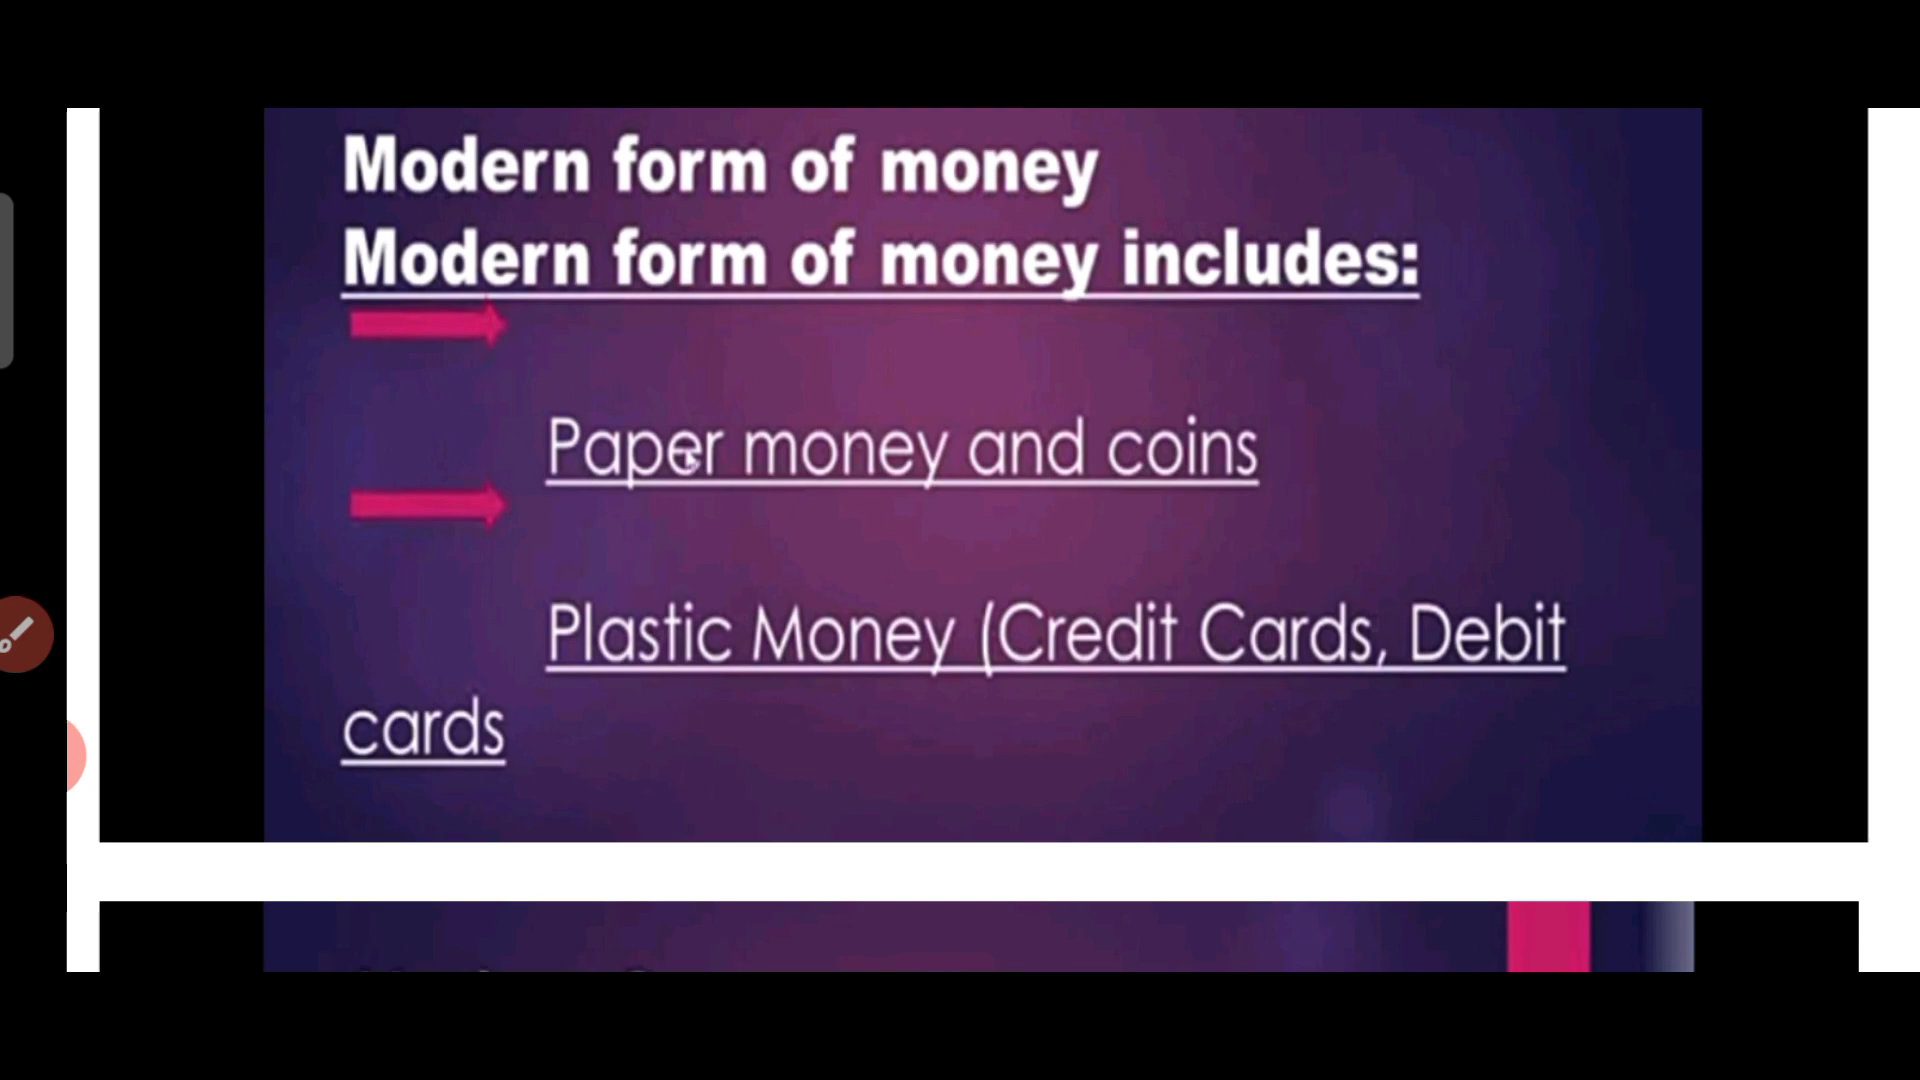 Modern form of money
Modern form of money includes:
Paper money and coins
Plastic Money (Credit Cards, Debit
cards